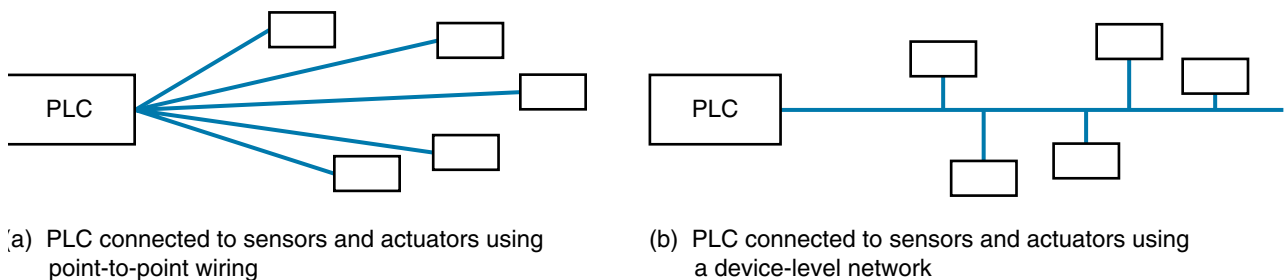 PLC
PLC
(a) PLC connected to sensors and actuators using
point-to-point wiring
(b) PLC connected to sensors and actuators using
a device-level network